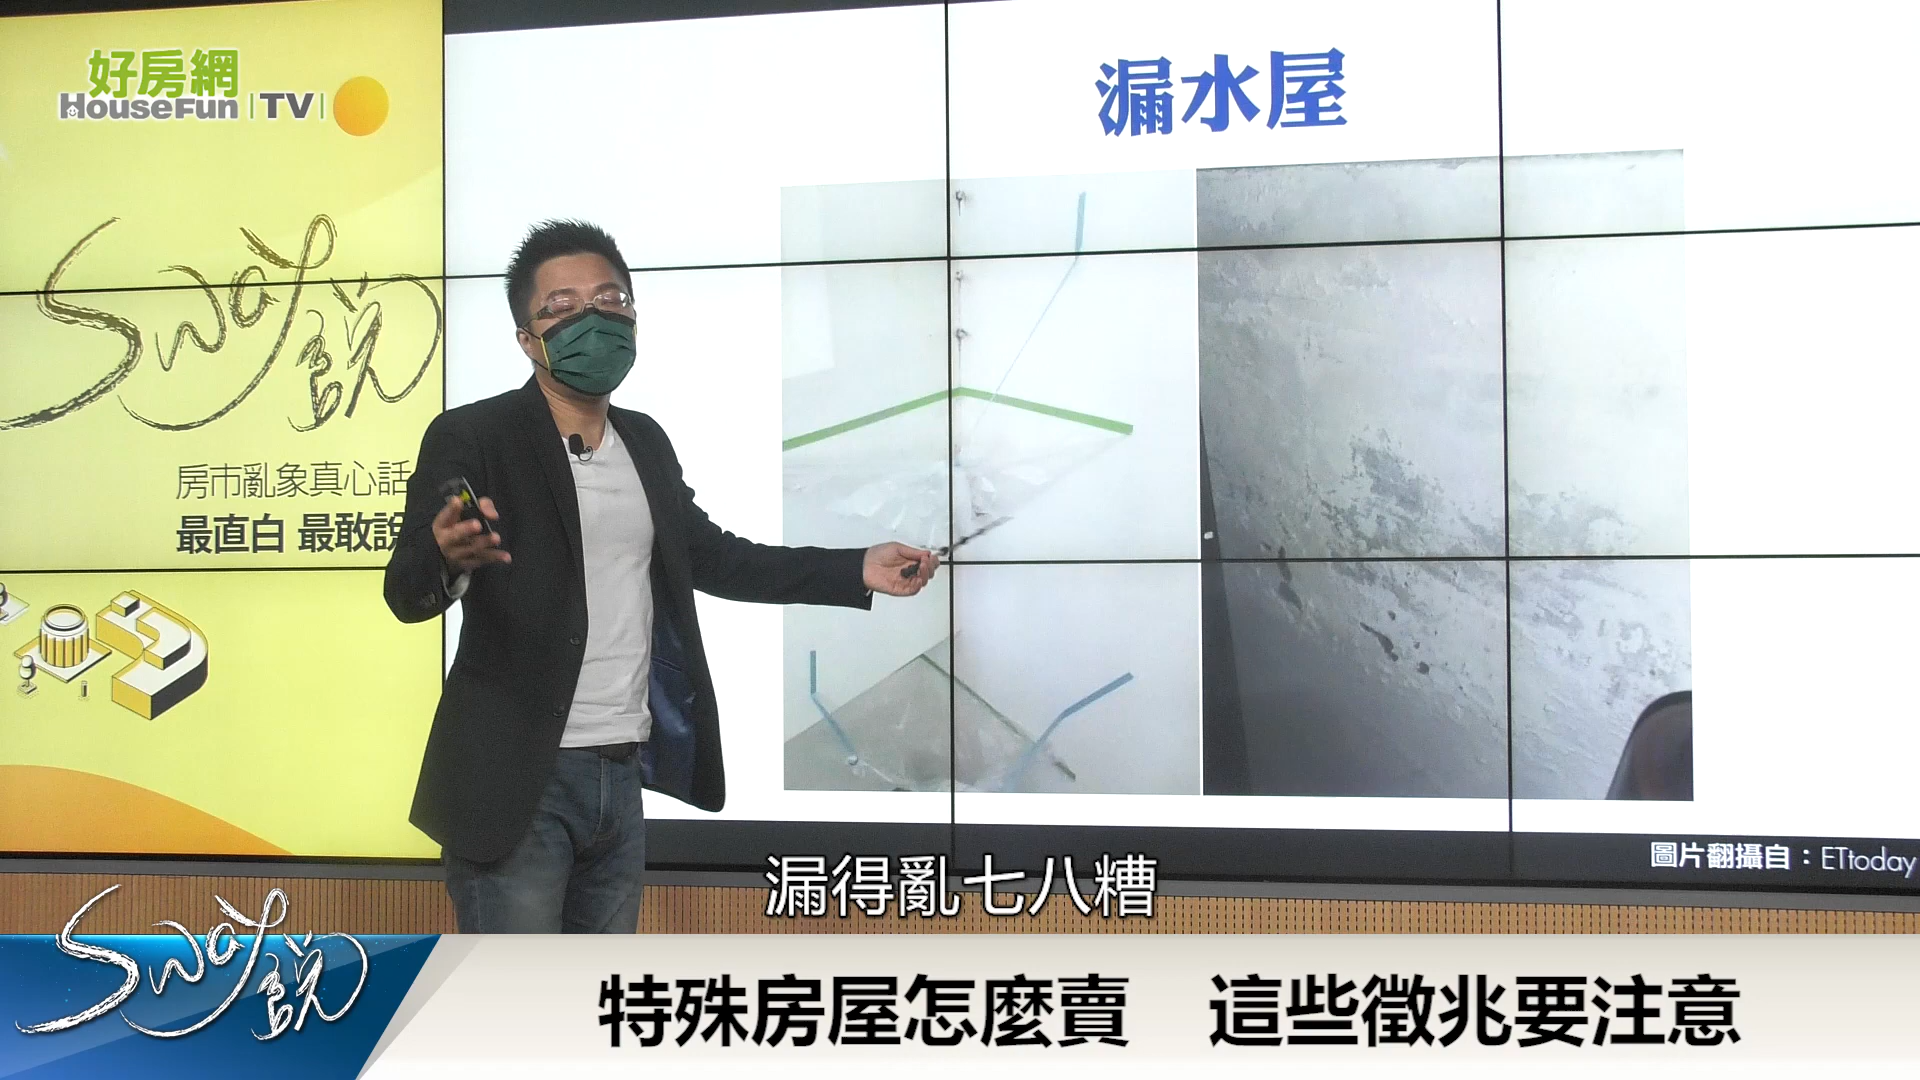 好房網
HouseFun TV
漏水屋
Sway說
房市亂象真心話
最直白 最敢說
圖片翻攝自：ETtoday
漏得亂七八糟
Sway說
特殊房屋怎麼賣 這些徵兆要注意